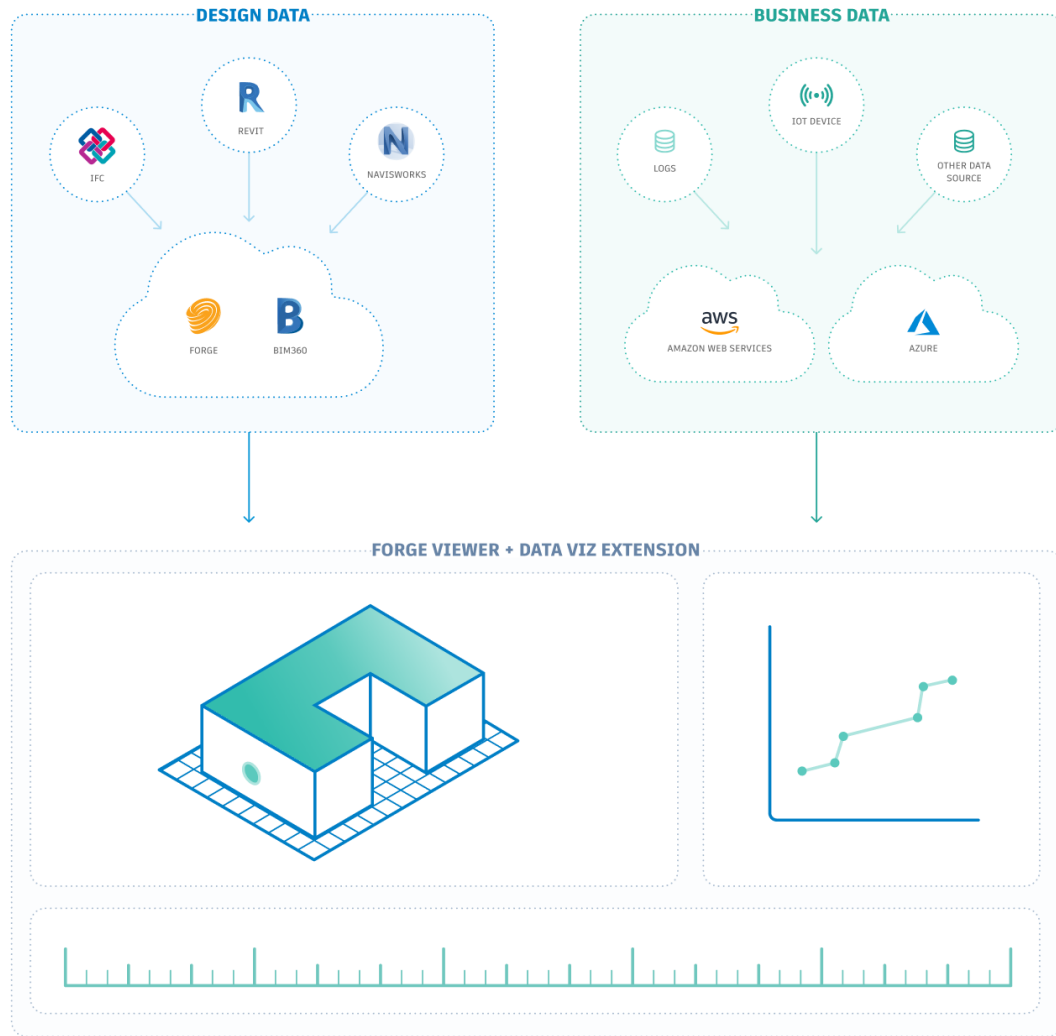 DESIGN DATA
BUSINESS DATA
REVIT
IFC
NAVISWORKS
IOT DEVICE
LOGS
OTHER DATA
SOURCE
FORGE
BIM360
aws
AMAZON WEB SERVICES
AZURE
FORGE VIEWER + DATA VIZ EXTENSION